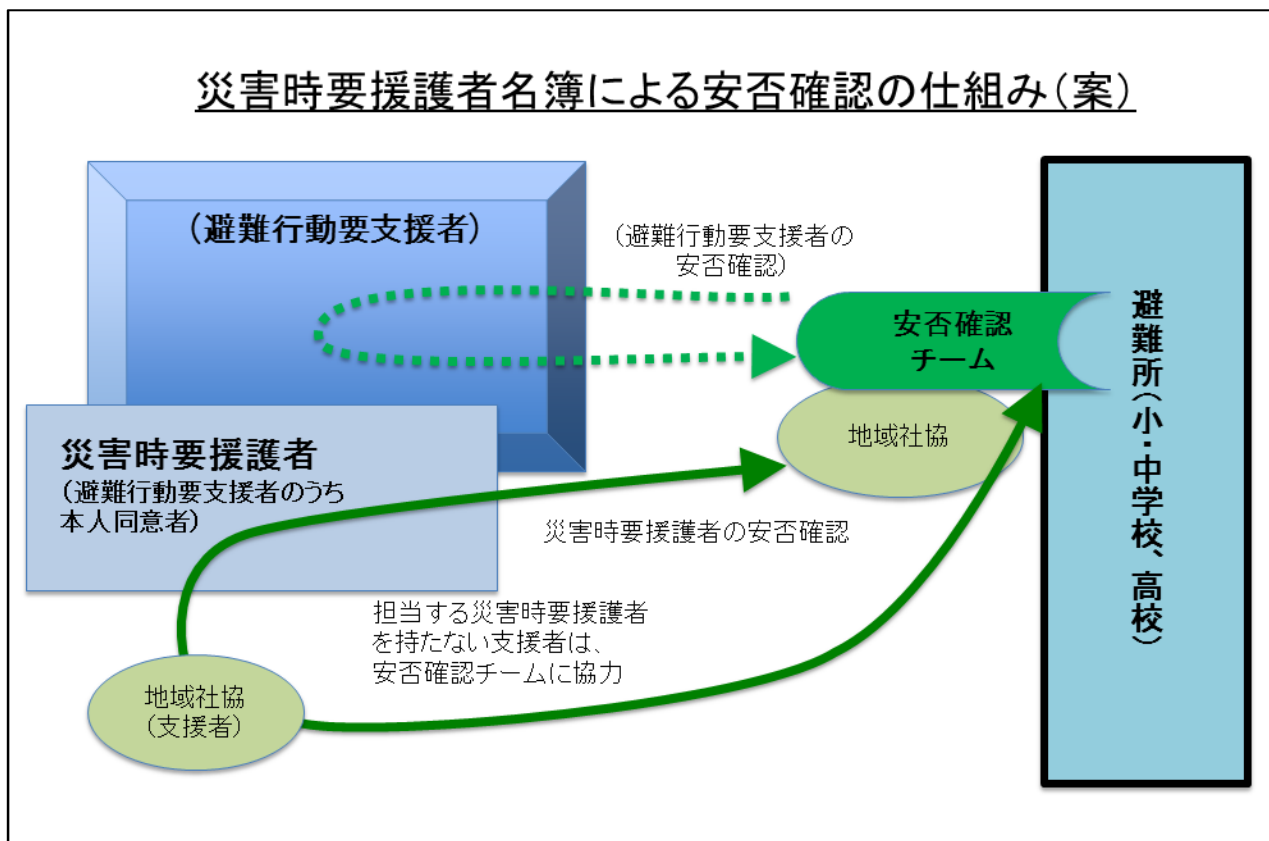 災害時要援護者名簿による安否確認の仕組み（案）
（避難行動要支援者）
（避難行動要支援者の
安否確認）
安否確認
チーム
避難所（小・中学校、高校）
地域社協
災害時要援護者
（避難行動要支援者のうち
本人同意者）
災害時要援護者の安否確認
担当する災害時要援護者
を持たない支援者は、
安否確認チームに協力
地域社協
（支援者）